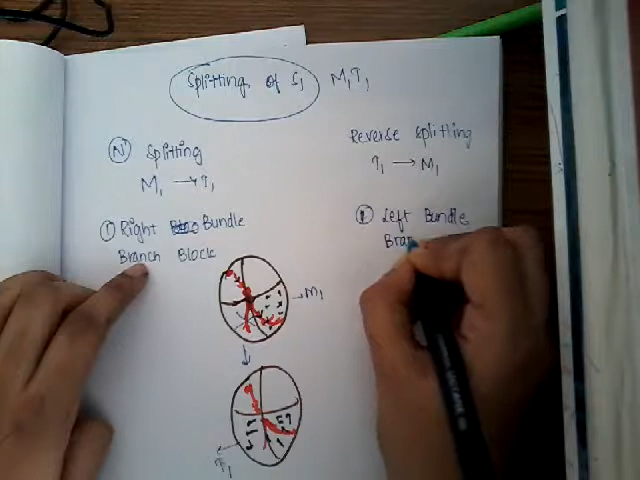 Splitting of S₁ M₁T₁
(N) Splitting
M₁ → T₁
① Right Bundle
Branch Block
→ M₁
T₁
Reverse Splitting
T₁ → M₁
① Left Bundle
Bran